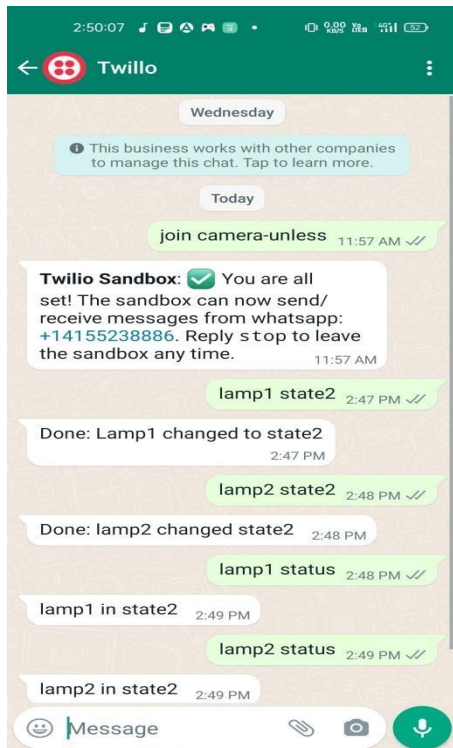 2:50:07 0.00 KB/s Vo LTE 4G 52
Twillo
Wednesday
This business works with other companies
to manage this chat. Tap to learn more.
Today
join camera-unless 11:57 AM
Twilio Sandbox: ✅ You are all
set! The sandbox can now send/
receive messages from whatsapp:
+14155238886. Reply stop to leave
the sandbox any time. 11:57 AM
lamp1 state2 2:47 PM
Done: Lamp1 changed to state2
2:47 PM
lamp2 state2 2:48 PM
Done: lamp2 changed state2 2:48 PM
lamp1 status 2:48 PM
lamp1 in state2 2:49 PM
lamp2 status 2:49 PM
lamp2 in state2 2:49 PM
Message